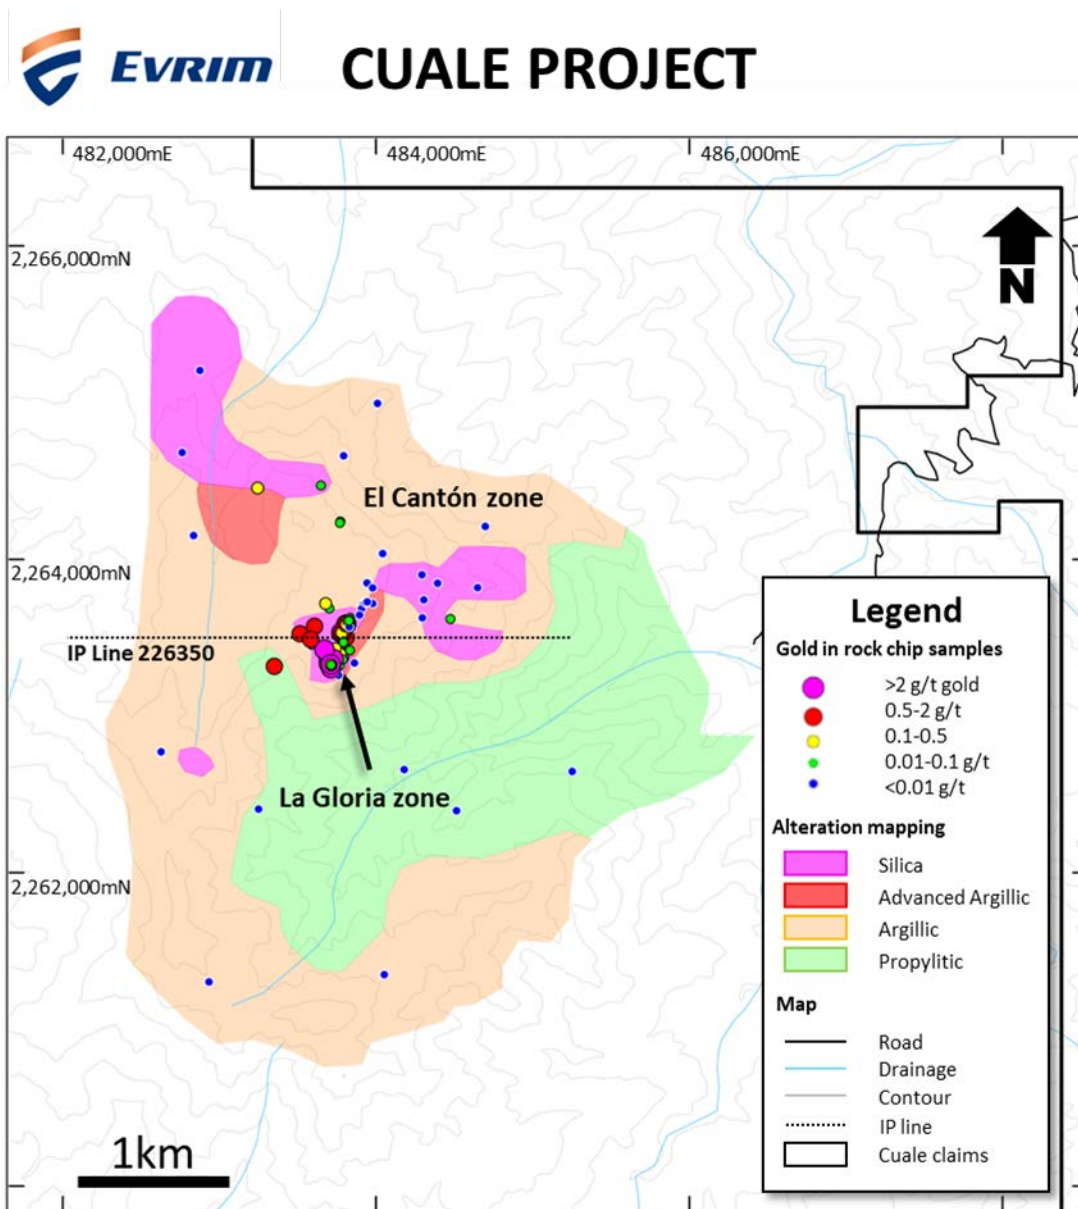 EVRIM
CUALE PROJECT
482,000mE
484,000mE
486,000mE
2,266,000mN
N
El Cantón zone
2,264,000mN
IP Line 226350
La Gloria zone
2,262,000mN
1km
Legend
Gold in rock chip samples
>2 g/t gold
0.5-2 g/t
0.1-0.5
0.01-0.1 g/t
<0.01 g/t
Alteration mapping
Silica
Advanced Argillic
Argillic
Propylitic
Map
Road
Drainage
Contour
IP line
Cuale claims